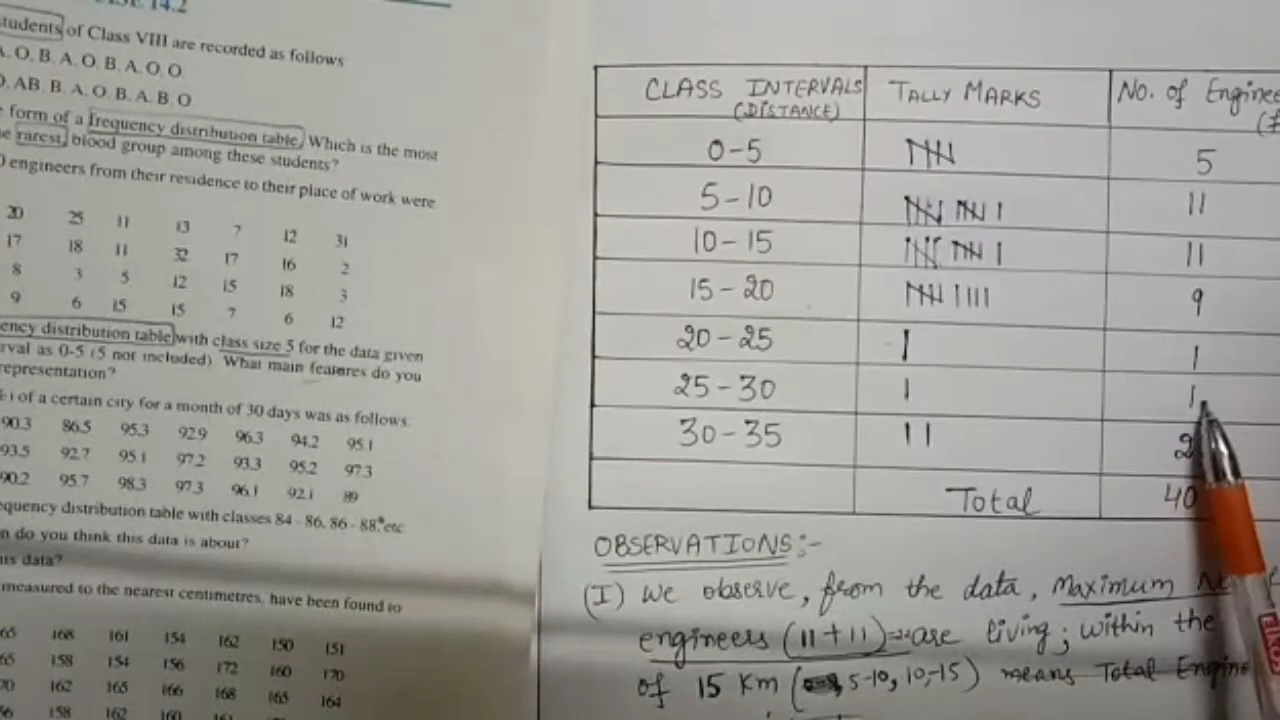 14.2
students of Class VIII are recorded as follows
A, O, B, A, O, B, A, O, O,
O, AB, B, A, O, B, A, B, O
form of a frequency distribution table. Which is the most
rarest, blood group among these students?
engineers from their residence to their place of work were
20 25 11 13 7 12 31
17 18 11 32 17 16 2
8 3 5 12 15 18 3
9 6 15 15 7 6 12
ency distribution table with class size 5 for the data given
rval as 0-5 (5 not included). What main features do you
representation?
of a certain city for a month of 30 days was as follows:
90.3 86.5 95.3 92.9 96.3 94.2 95.1
93.5 92.7 95.1 97.2 93.3 95.2 97.3
90.2 95.7 98.3 97.3 96.1 92.1 89
equency distribution table with classes 84 - 86, 86 - 88, etc
n do you think this data is about?
his data?
measured to the nearest centimetres, have been found to
65 168 161 154 162 150 151
65 158 154 156 172 160 170
70 162 165 166 168 165 164
56 158 162 160
CLASS INTERVALS (DISTANCE) TALLY MARKS No. of Enginee
0-5 5
5-10 11
10-15 11
15-20 9
20-25 1
25-30 1
30-35 2
Total 40
OBSERVATIONS:-
(I) We observe, from the data, Maximum No
engineers (11+11) are living; within the
of 15 Km (5-10, 10-15) means Total Engine